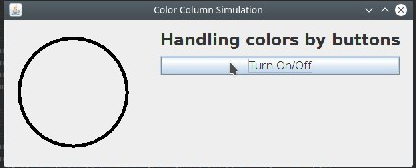 Color Column Simulation
Handling colors by buttons
Turn On/Off